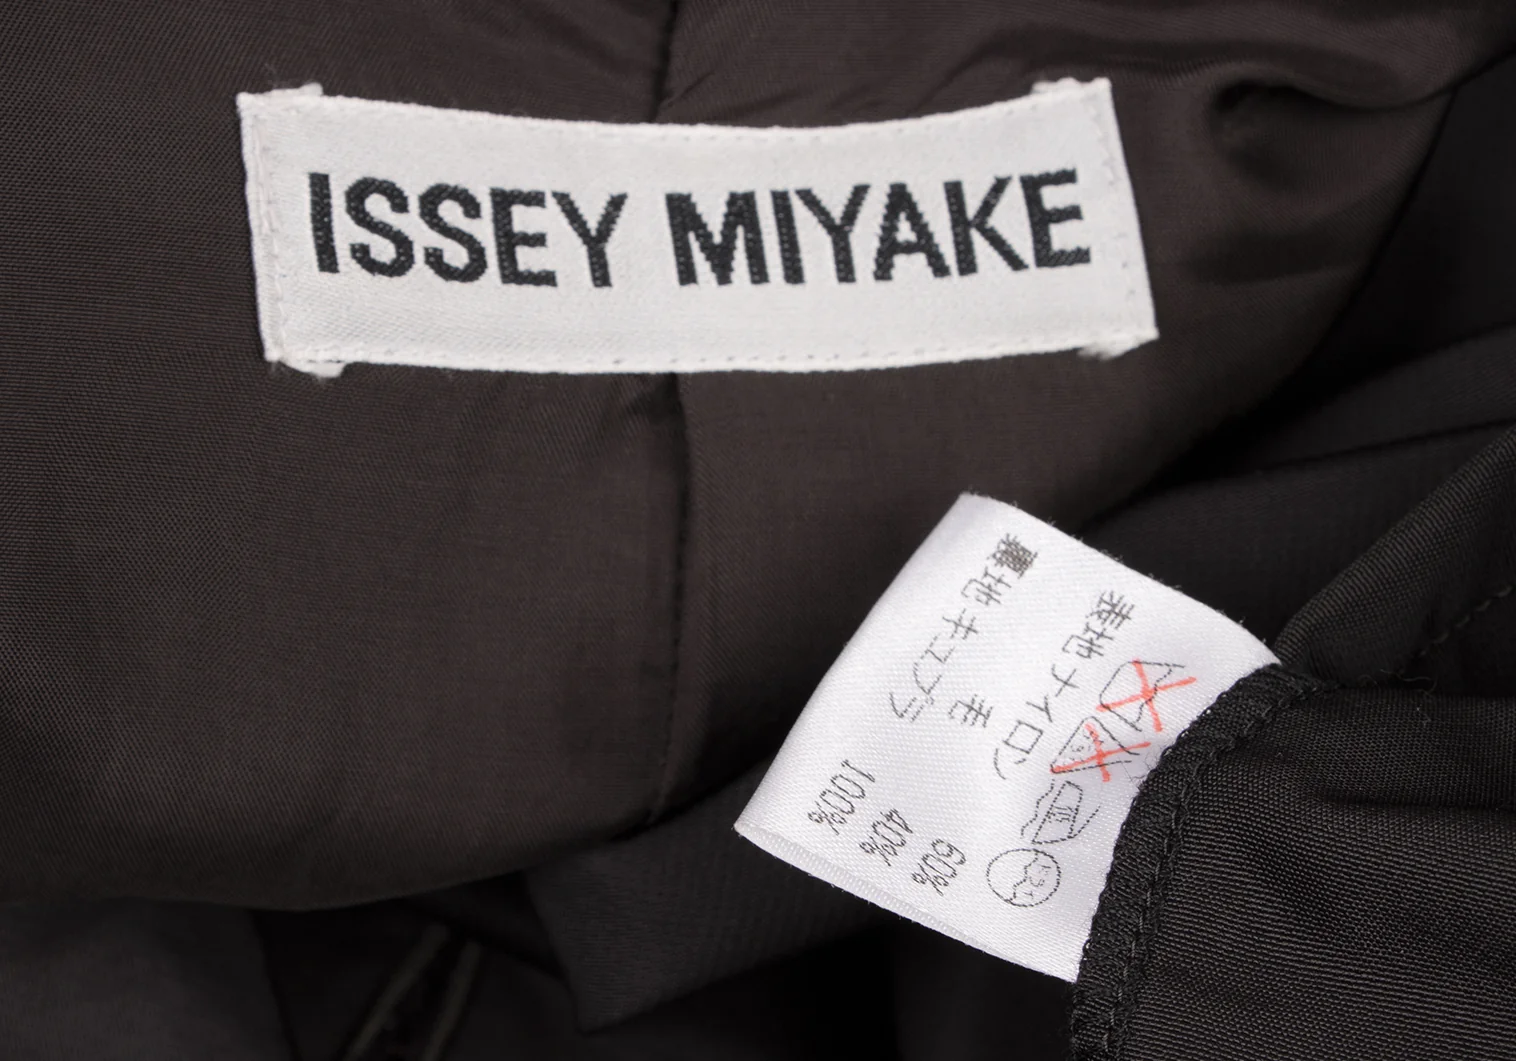 ISSEY MIYAKE
表地 ナイロン 60%
毛 40%
裏地 キュプラ 100%